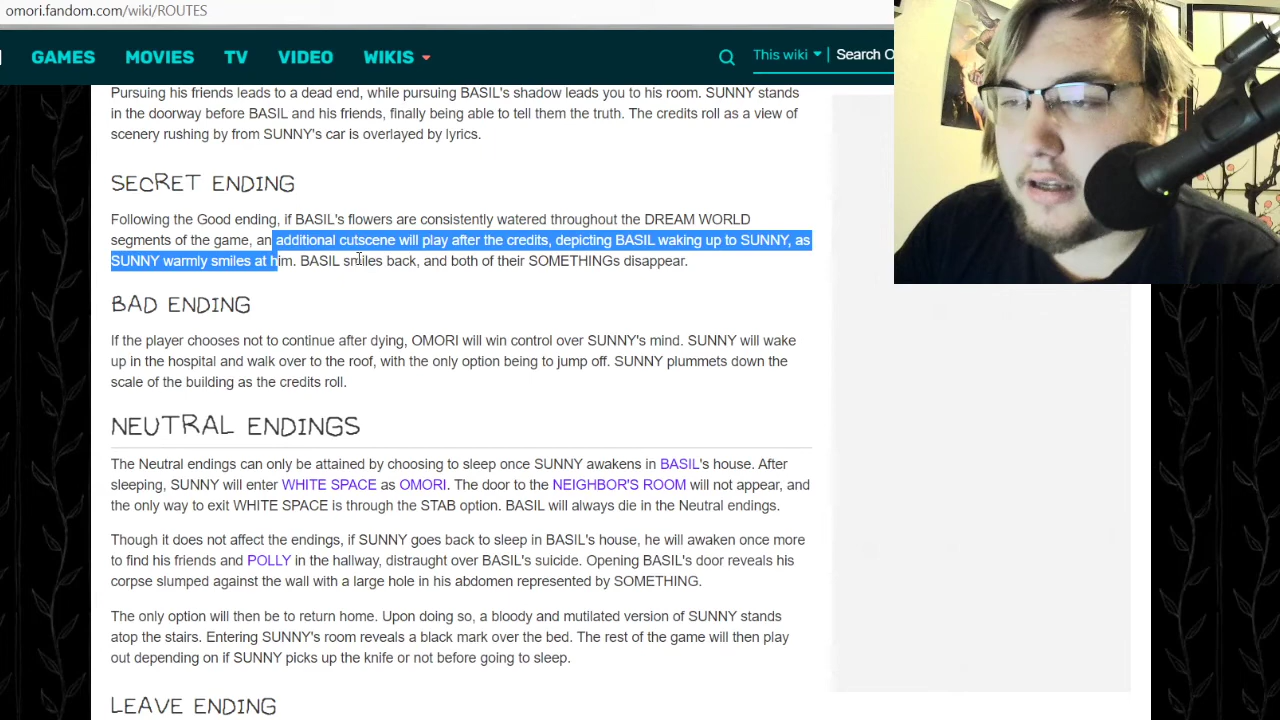 omori.fandom.com/wiki/ROUTES
GAMES MOVIES TV VIDEO WIKIS This wiki Search O
Pursuing his friends leads to a dead end, while pursuing BASIL's shadow leads you to his room. SUNNY stands
in the doorway before BASIL and his friends, finally being able to tell them the truth. The credits roll as a view of
scenery rushing by from SUNNY's car is overlayed by lyrics.
SECRET ENDING
Following the Good ending, if BASIL's flowers are consistently watered throughout the DREAM WORLD
segments of the game, an additional cutscene will play after the credits, depicting BASIL waking up to SUNNY, as
SUNNY warmly smiles at him. BASIL smiles back, and both of their SOMETHINGs disappear.
BAD ENDING
If the player chooses not to continue after dying, OMORI will win control over SUNNY's mind. SUNNY will wake
up in the hospital and walk over to the roof, with the only option being to jump off. SUNNY plummets down the
scale of the building as the credits roll.
NEUTRAL ENDINGS
The Neutral endings can only be attained by choosing to sleep once SUNNY awakens in BASIL's house. After
sleeping, SUNNY will enter WHITE SPACE as OMORI. The door to the NEIGHBOR'S ROOM will not appear, and
the only way to exit WHITE SPACE is through the STAB option. BASIL will always die in the Neutral endings.
Though it does not affect the endings, if SUNNY goes back to sleep in BASIL's house, he will awaken once more
to find his friends and POLLY in the hallway, distraught over BASIL's suicide. Opening BASIL's door reveals his
corpse slumped against the wall with a large hole in his abdomen represented by SOMETHING.
The only option will then be to return home. Upon doing so, a bloody and mutilated version of SUNNY stands
atop the stairs. Entering SUNNY's room reveals a black mark over the bed. The rest of the game will then play
out depending on if SUNNY picks up the knife or not before going to sleep.
LEAVE ENDING